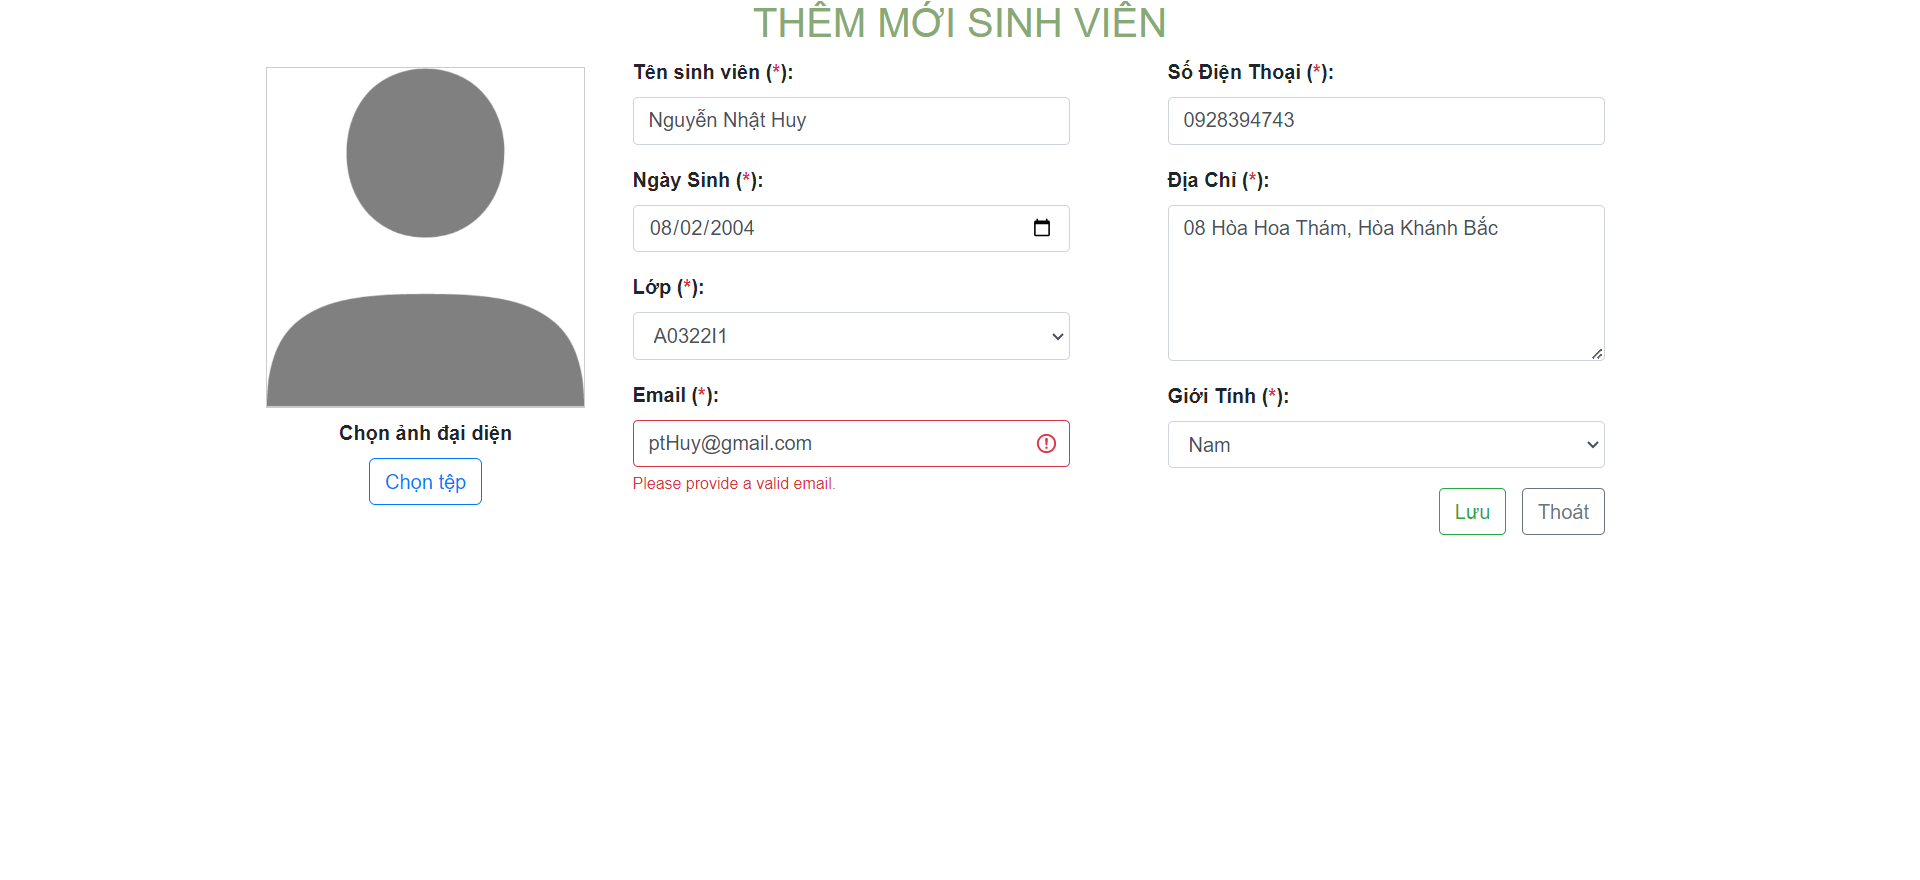 THÊM MỚI SINH VIÊN
Chọn ảnh đại diện
Chọn tệp
Tên sinh viên (*):
Nguyễn Nhật Huy
Ngày Sinh (*):
08/02/2004
Lớp (*):
A0322I1
Email (*):
ptHuy@gmail.com
Please provide a valid email.
Số Điện Thoại (*):
0928394743
Địa Chỉ (*):
08 Hòa Hoa Thám, Hòa Khánh Bắc
Giới Tính (*):
Nam
Lưu
Thoát